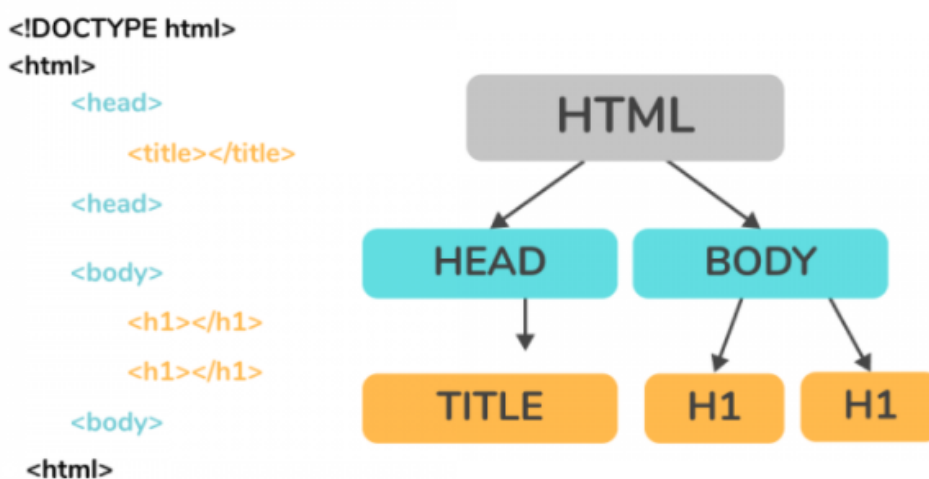 <!DOCTYPE html>
<html>
<head>
<title></title>
<head>
<body>
<h1></h1>
<h1></h1>
<body>
<html>
HTML
HEAD BODY
TITLE H1 H1